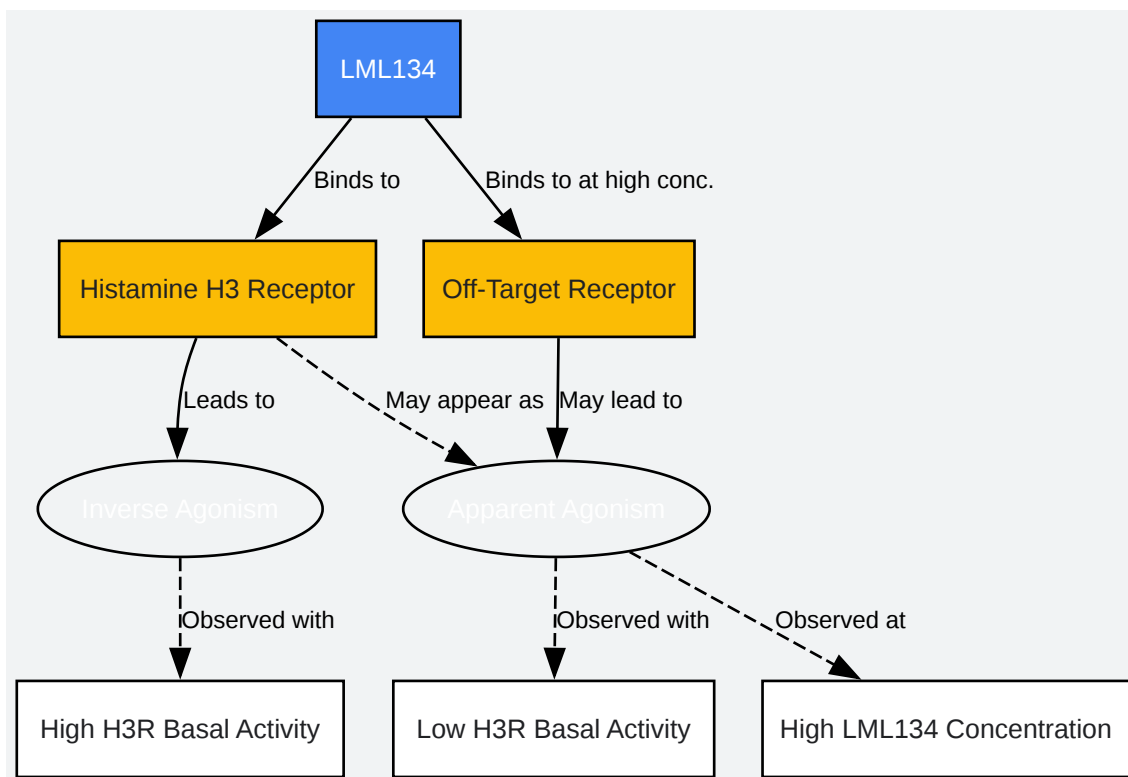 LML134
Binds to
Binds to at high conc.
Histamine H3 Receptor
Off-Target Receptor
Leads to
May appear as
May lead to
Inverse Agonism
Apparent Agonism
Observed with
Observed with
Observed at
High H3R Basal Activity
Low H3R Basal Activity
High LML134 Concentration